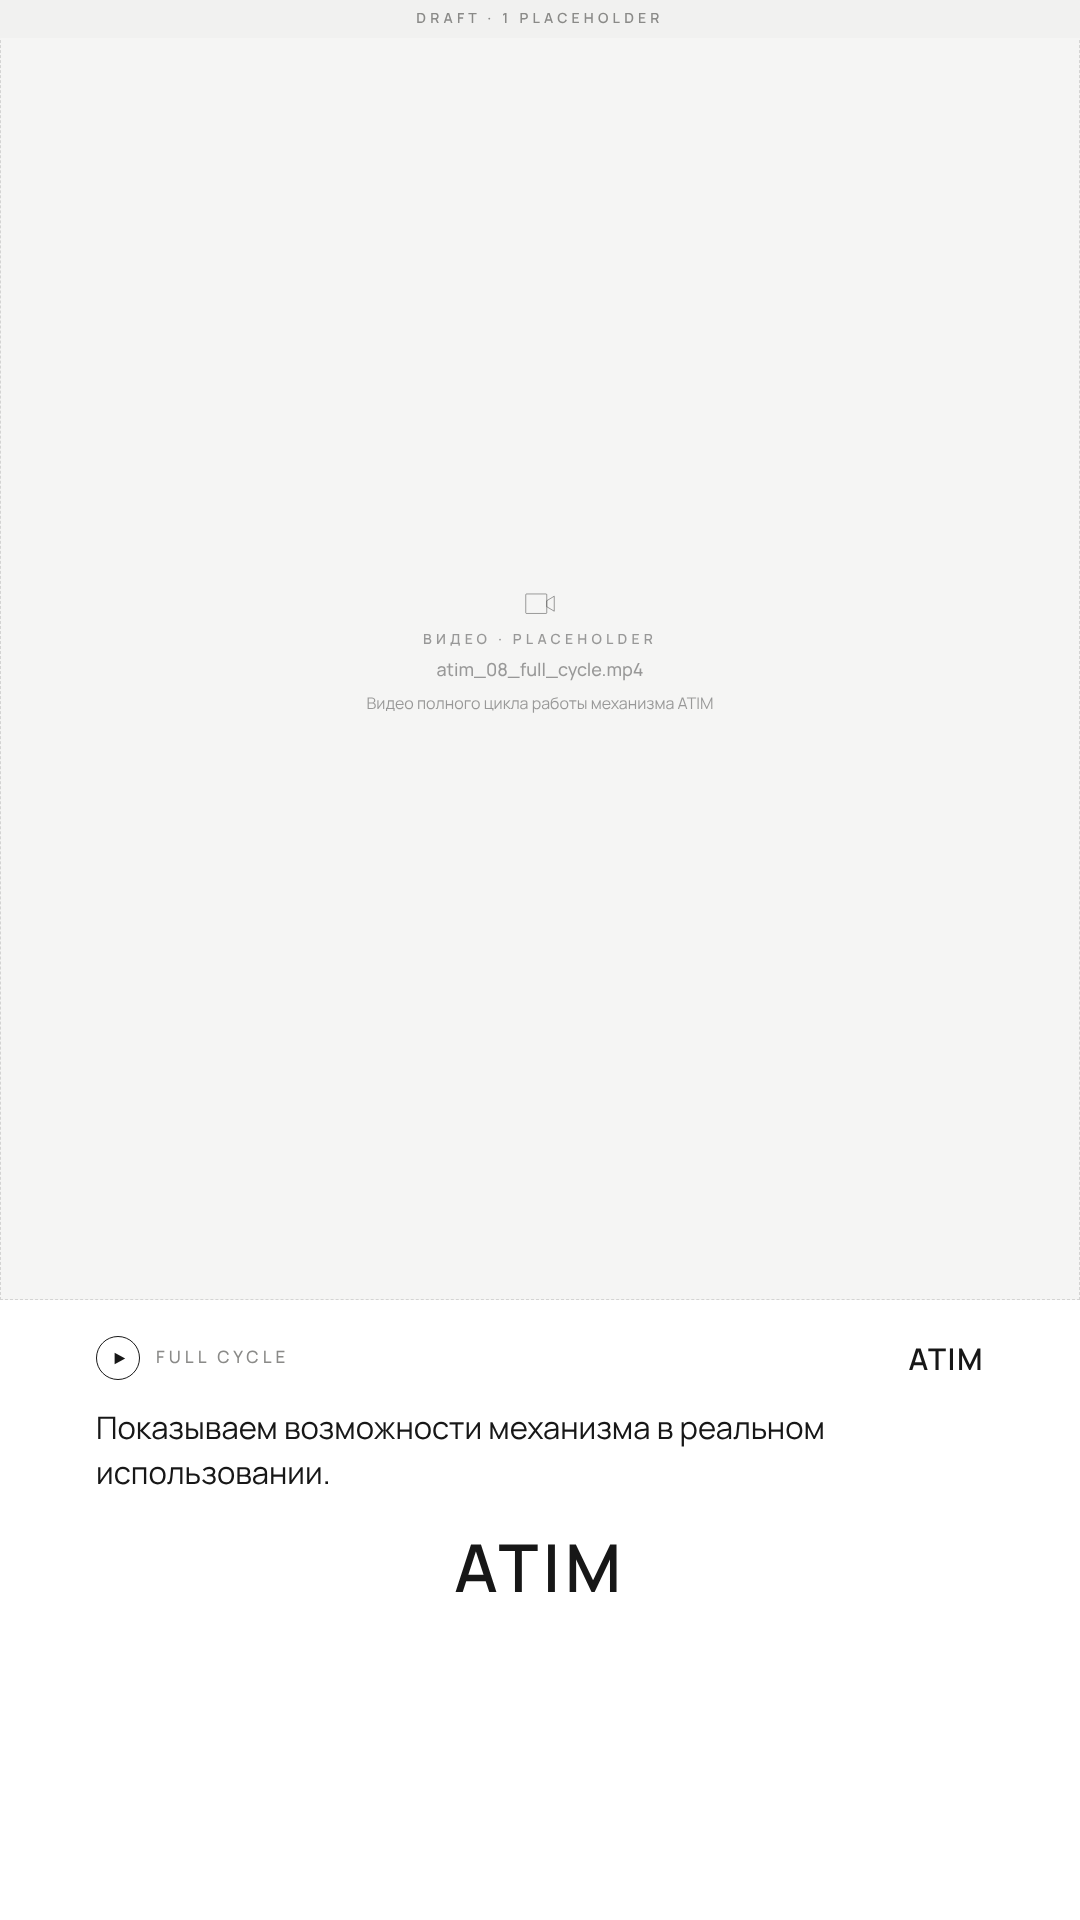 DRAFT · 1 PLACEHOLDER
ВИДЕО · PLACEHOLDER
atim_08_full_cycle.mp4
Видео полного цикла работы механизма ATIM
FULL CYCLE
ATIM
Показываем возможности механизма в реальном
использовании.
ATIM